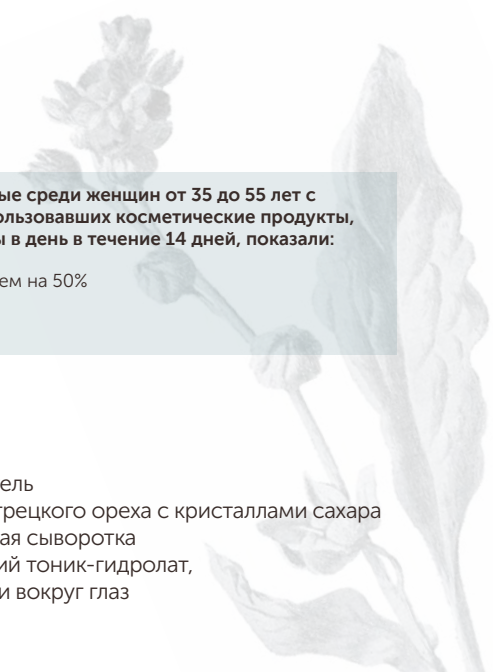 ые среди женщин от 35 до 55 лет с
ользовавших косметические продукты,
ы в день в течение 14 дней, показали:
ем на 50%
ель
грецкого ореха с кристаллами сахара
ая сыворотка
ий тоник-гидролат,
и вокруг глаз